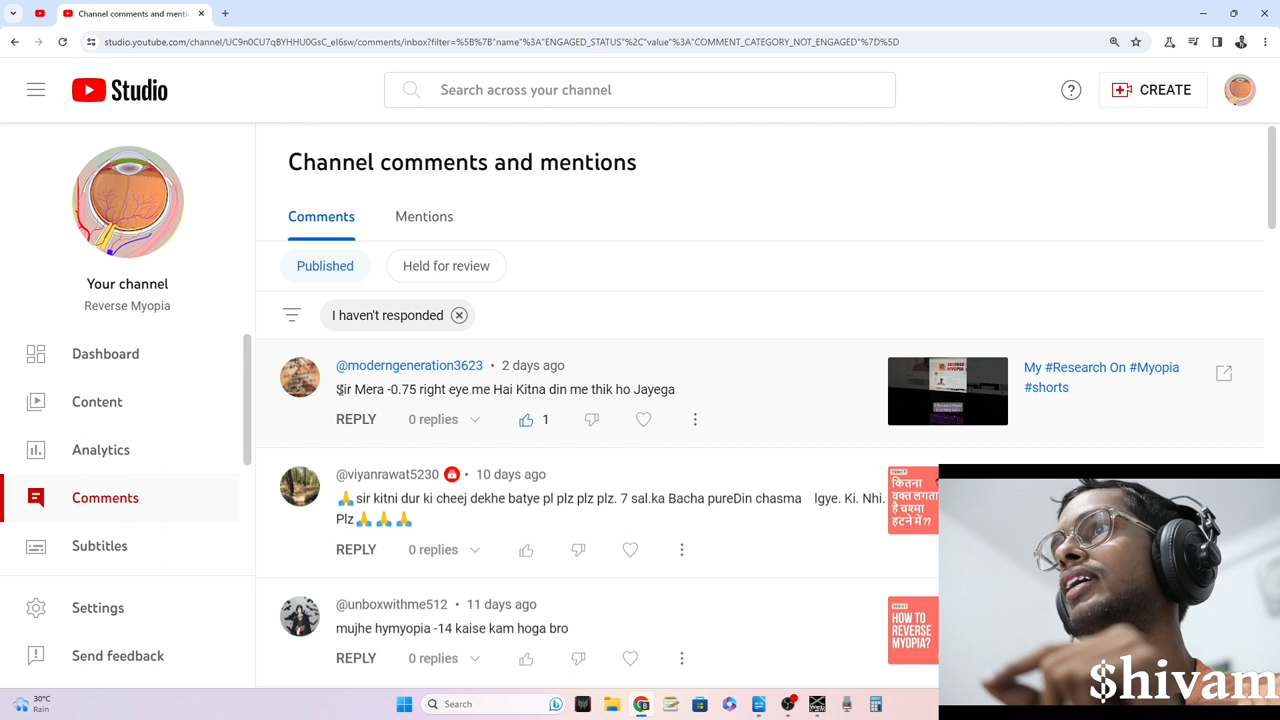 Channel comments and menti
studio.youtube.com/channel/UC9n0CU7qBYHHU0GsC_eI6sw/comments/inbox?filter=%5B%7B"name"%3A"ENGAGED_STATUS"%2C"value"%3A"COMMENT_CATEGORY_NOT_ENGAGED"%7D%5D
Studio
Search across your channel
CREATE
Your channel
Reverse Myopia
Dashboard
Content
Analytics
Comments
Subtitles
Settings
Send feedback
Channel comments and mentions
Comments
Mentions
Published
Held for review
I haven't responded
@moderngeneration3623 • 2 days ago
Sir Mera -0.75 right eye me Hai Kitna din me thik ho Jayega
REPLY 0 replies 1
REVERSE
MYOPIA
My #Research On #Myopia
#shorts
@viyanrawat5230 • 10 days ago
🙏sir kitni dur ki cheej dekhe batye pl plz plz plz. 7 sal.ka Bacha pureDin chasma lgye. Ki. Nhi.
Plz🙏🙏🙏
REPLY 0 replies
कितना
वक्त लगता
है चश्मा
हटने में??
@unboxwithme512 • 11 days ago
mujhe hymyopia -14 kaise kam hoga bro
REPLY 0 replies
HOW TO
REVERSE
MYOPIA?
$hivam
30°C
Rain
Search